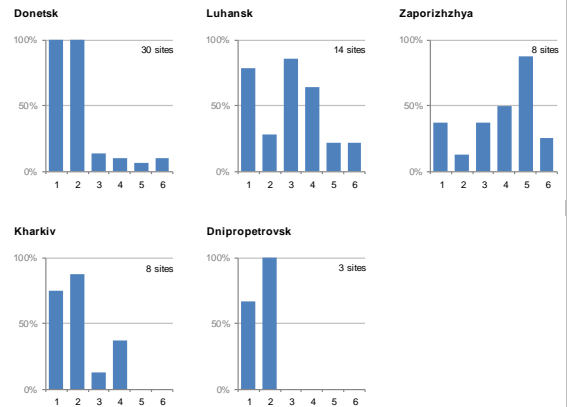 Donetsk
Luhansk
Zaporizhzhya
100%
30 sites
100%
14 sites
100%
8 sites
50%
50%
50%
0%
0%
0%
1 2 3 4 5 6
1 2 3 4 5 6
1 2 3 4 5 6
Kharkiv
Dnipropetrovsk
100%
8 sites
100%
3 sites
50%
50%
0%
0%
1 2 3 4 5 6
1 2 3 4 5 6